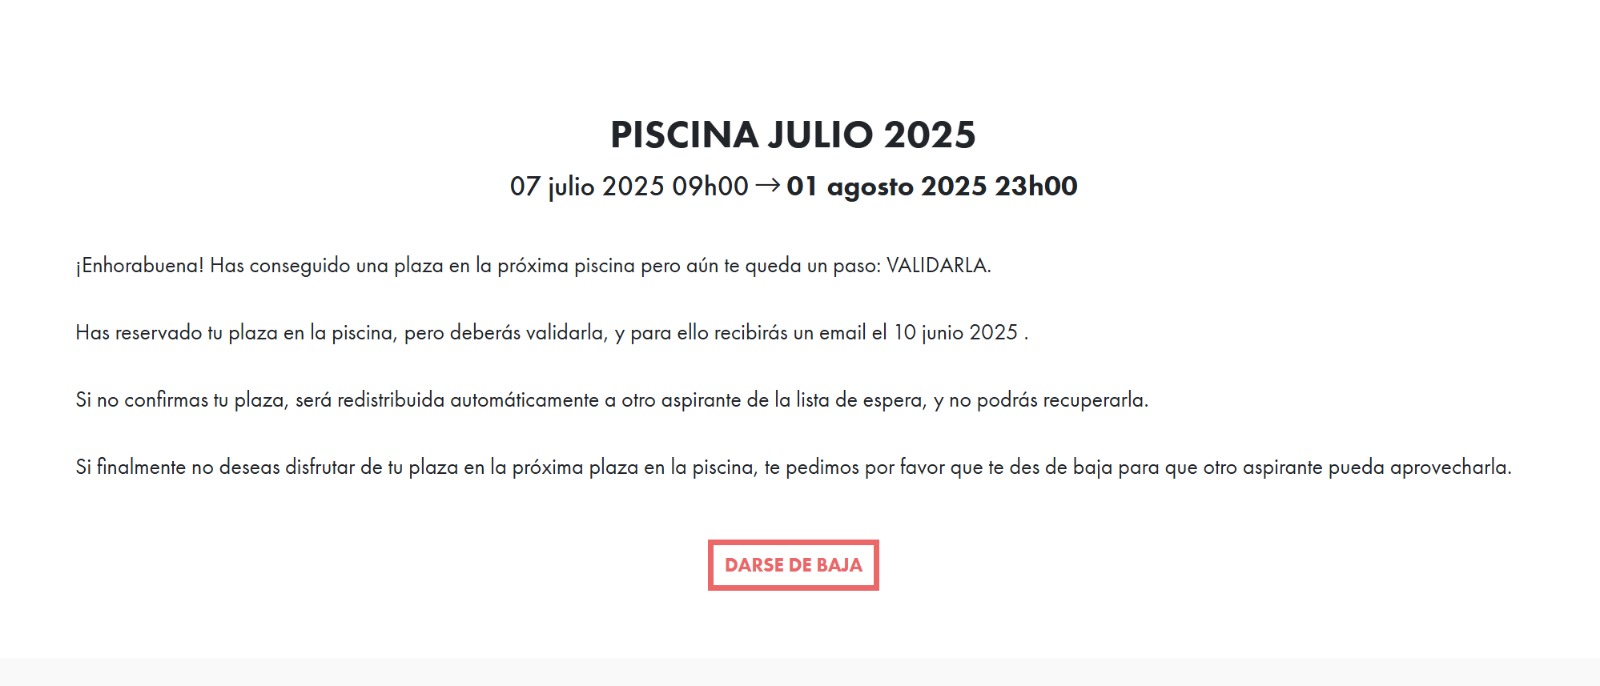 PISCINA JULIO 2025
07 julio 2025 09h00 → 01 agosto 2025 23h00
¡Enhorabuena! Has conseguido una plaza en la próxima piscina pero aún te queda un paso: VALIDARLA.
Has reservado tu plaza en la piscina, pero deberás validarla, y para ello recibirás un email el 10 junio 2025 .
Si no confirmas tu plaza, será redistribuida automáticamente a otro aspirante de la lista de espera, y no podrás recuperarla.
Si finalmente no deseas disfrutar de tu plaza en la próxima plaza en la piscina, te pedimos por favor que te des de baja para que otro aspirante pueda aprovecharla.
DARSE DE BAJA